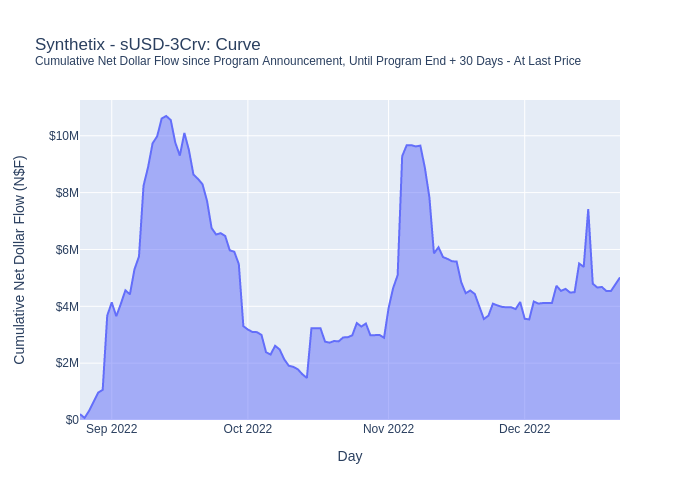 Synthetix - sUSD-3Crv: Curve
Cumulative Net Dollar Flow since Program Announcement, Until Program End + 30 Days - At Last Price
Cumulative Net Dollar Flow (N$F)
$10M
$8M
$6M
$4M
$2M
$0
Sep 2022
Oct 2022
Nov 2022
Dec 2022
Day